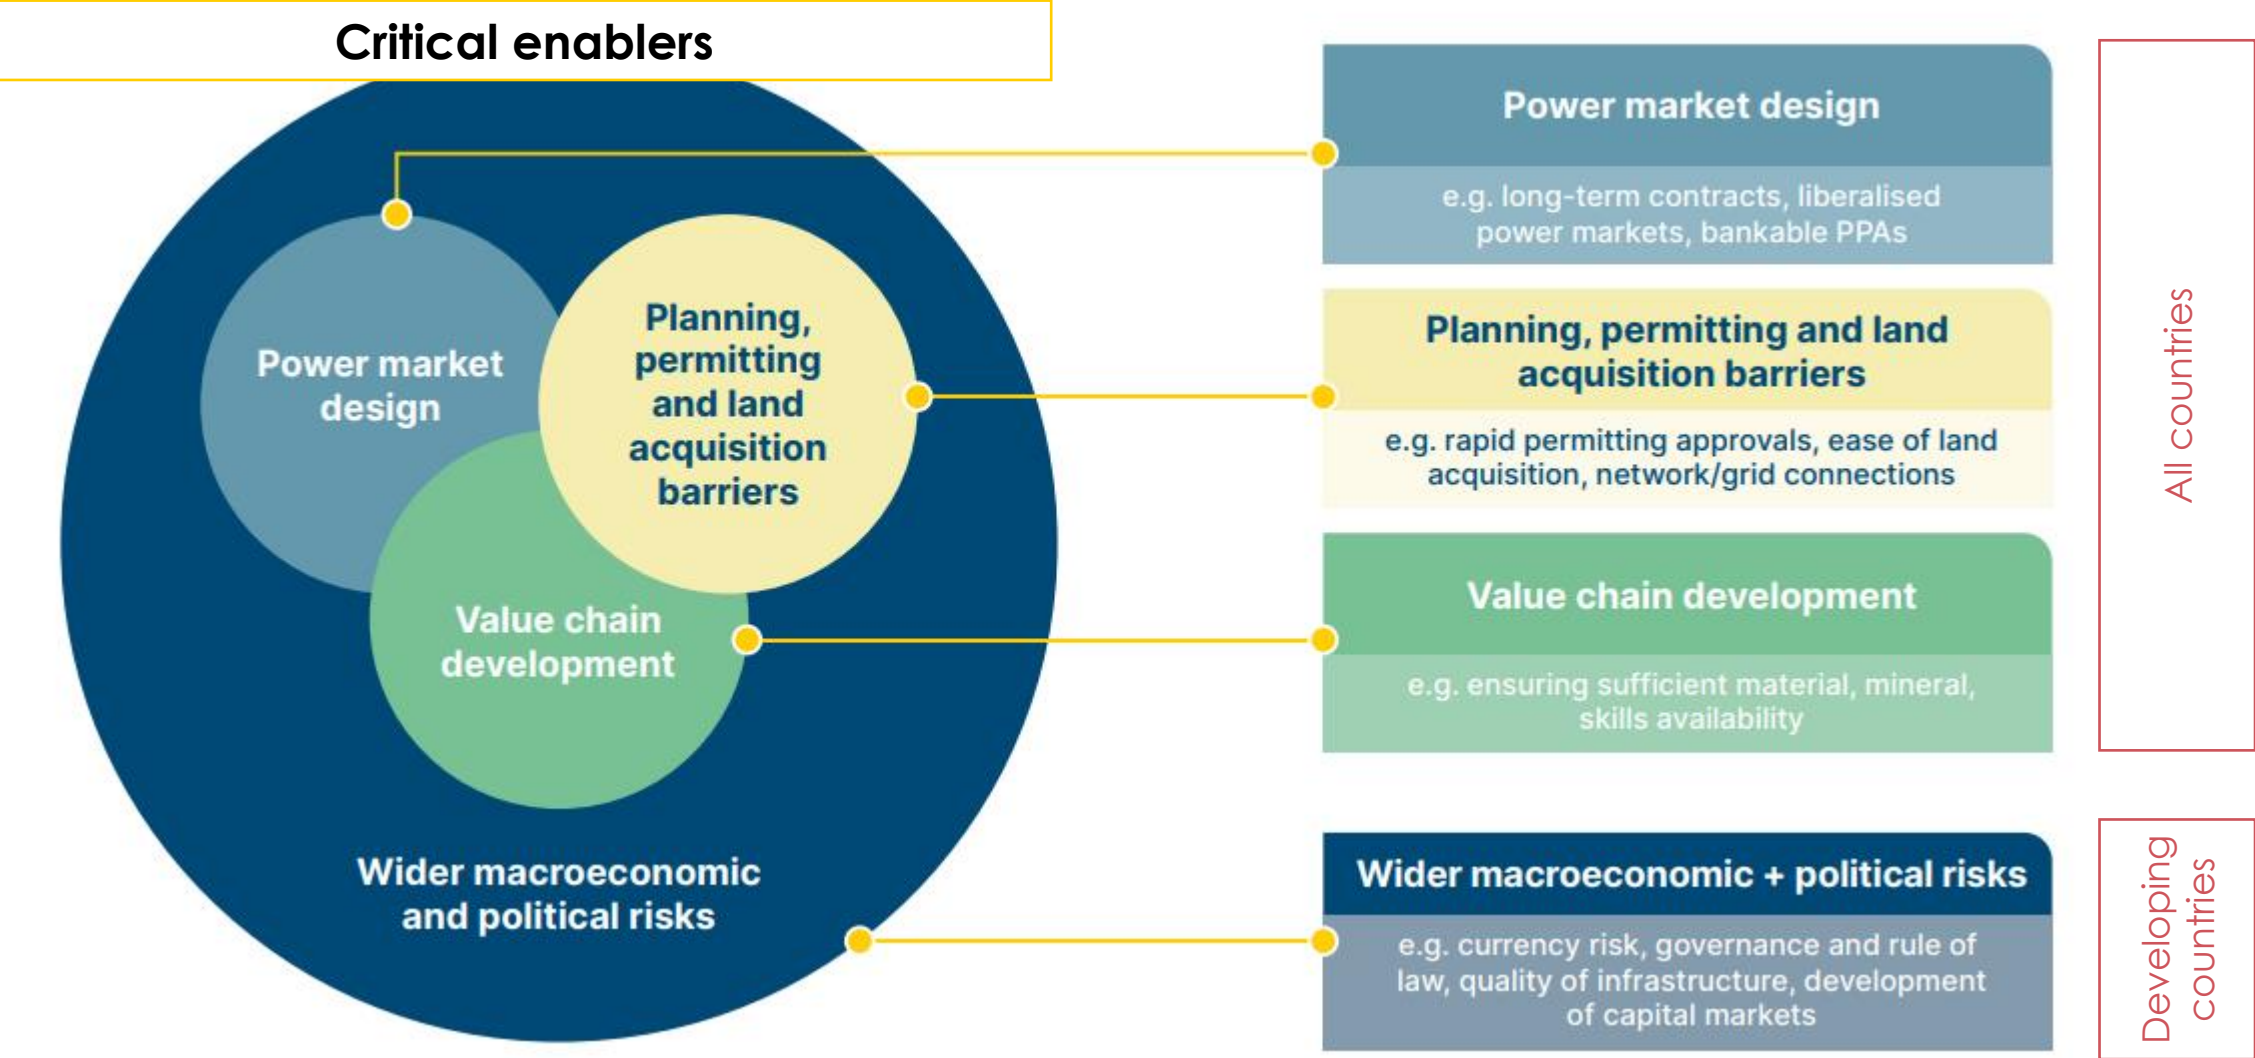 Critical enablers
Power market
design
Planning,
permitting
and land
acquisition
barriers
Value chain
development
Wider macroeconomic
and political risks
Power market design
e.g. long-term contracts, liberalised
power markets, bankable PPAs
Planning, permitting and land
acquisition barriers
e.g. rapid permitting approvals, ease of land
acquisition, network/grid connections
Value chain development
e.g. ensuring sufficient material, mineral,
skills availability
Wider macroeconomic + political risks
e.g. currency risk, governance and rule of
law, quality of infrastructure, development
of capital markets
All countries
Developing
countries